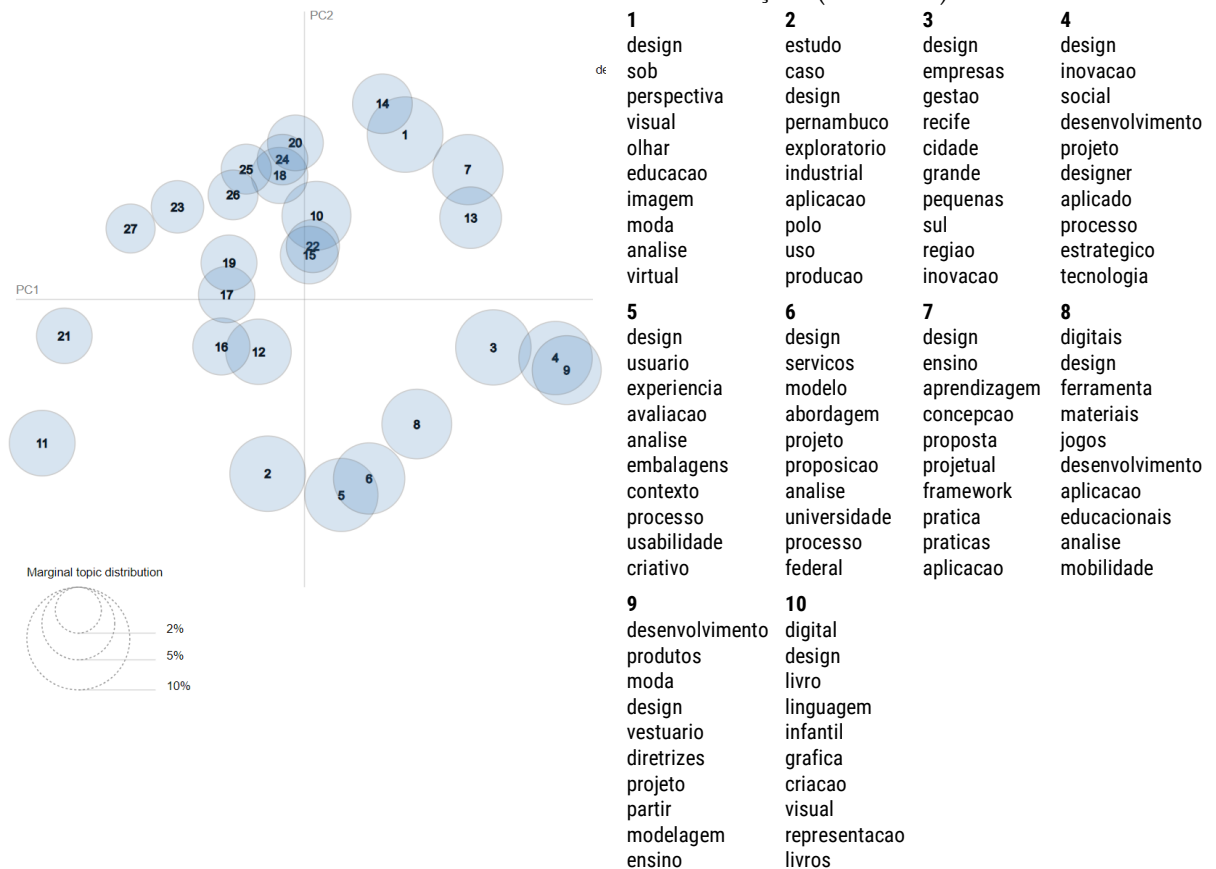 PC2
14
1
20
24
25
18
7
26
23
10
13
27
22
15
19
PC1
17
21
16
12
3
4
9
8
11
2
6
5
Marginal topic distribution
2%
5%
10%
1
design
sob
perspectiva
visual
olhar
educacao
imagem
moda
analise
virtual
2
estudo
caso
design
pernambuco
exploratorio
industrial
aplicacao
polo
uso
producao
3
design
empresas
gestao
recife
cidade
grande
pequenas
sul
regiao
inovacao
4
design
inovacao
social
desenvolvimento
projeto
designer
aplicado
processo
estrategico
tecnologia
5
design
usuario
experiencia
avaliacao
analise
embalagens
contexto
processo
usabilidade
criativo
6
design
servicos
modelo
abordagem
projeto
proposicao
analise
universidade
processo
federal
7
design
ensino
aprendizagem
concepcao
proposta
projetual
framework
pratica
praticas
aplicacao
8
digitais
design
ferramenta
materiais
jogos
desenvolvimento
aplicacao
educacionais
analise
mobilidade
9
desenvolvimento
produtos
moda
design
vestuario
diretrizes
projeto
partir
modelagem
ensino
10
digital
design
livro
linguagem
infantil
grafica
criacao
visual
representacao
livros